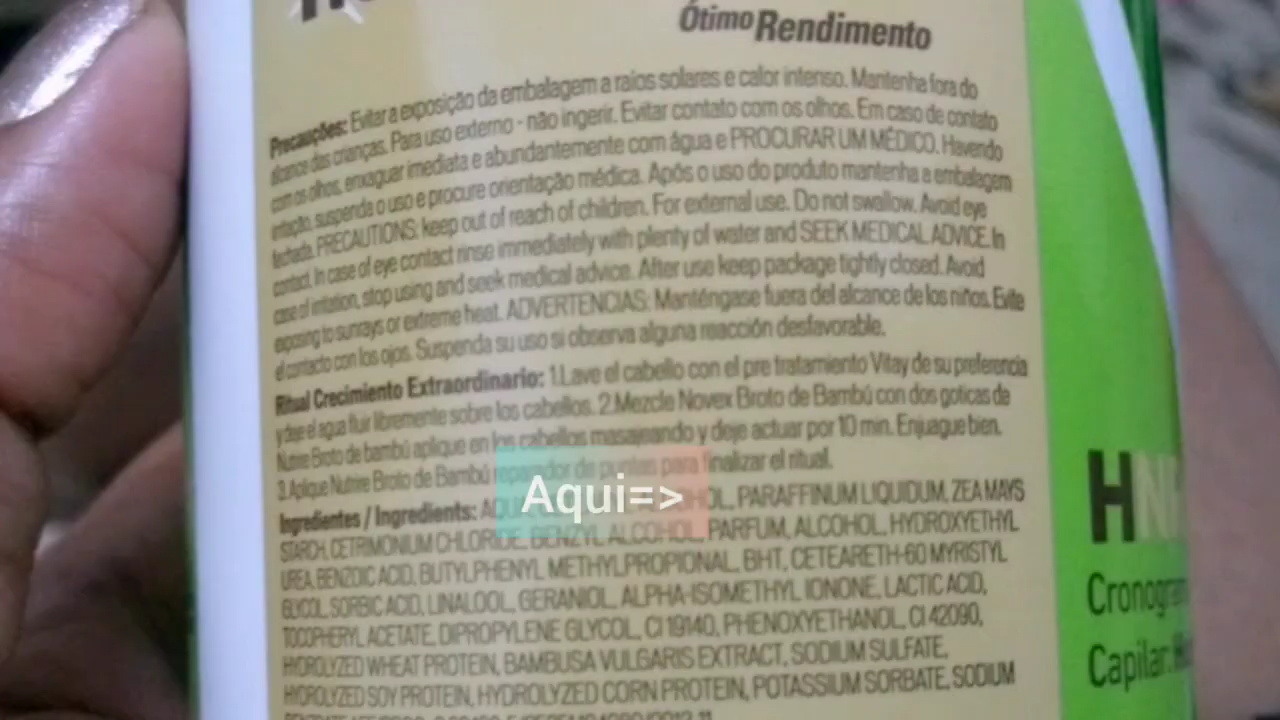 Ótimo Rendimento
Precauções: Evitar a exposição da embalagem a raios solares e calor intenso. Mantenha fora do
alcance das crianças. Para uso externo - não ingerir. Evitar contato com os olhos. Em caso de contato
com os olhos, enxaguar imediata e abundantemente com água e PROCURAR UM MÉDICO. Havendo
irritação, suspenda o uso e procure orientação médica. Após o uso do produto mantenha a embalagem
fechada. PRECAUTIONS: keep out of reach of children. For external use. Do not swallow. Avoid eye
contact. In case of eye contact rinse immediately with plenty of water and SEEK MEDICAL ADVICE. In
case of irritation, stop using and seek medical advice. After use keep package tightly closed. Avoid
exposing to sunrays or extreme heat. ADVERTENCIAS: Manténgase fuera del alcance de los niños. Evite
el contacto con los ojos. Suspenda su uso si observa alguna reacción desfavorable.
Ritual Crecimiento Extraordinario: 1.Lave el cabello con el pre tratamiento Vitay de su preferencia
y deje el agua fluir libremente sobre los cabellos. 2.Mezcle Novex Broto de Bambú con dos goticas de
Nutrire Broto de bambú aplique en los cabellos masajeando y deje actuar por 10 min. Enjuague bien.
3. Aplique Nutrire Broto de Bambú reparador de puntas para finalizar el ritual.
Aqui=>
Ingredientes / Ingredients: PARAFFINUM LIQUIDUM, ZEA MAYS
STARCH, CETRIMONIUM CHLORIDE, BENZYL ALCOHOL, PARFUM, ALCOHOL, HYDROXYETHYL
UREA, BENZOIC ACID, BUTYLPHENYL METHYLPROPIONAL, BHT, CETEARETH-60 MYRISTYL
GLYCOL, SORBIC ACID, LINALOOL, GERANIOL, ALPHA-ISOMETHYL IONONE, LACTIC ACID,
TOCOPHERYL ACETATE, DIPROPYLENE GLYCOL, CI 19140, PHENOXYETHANOL, CI 42090,
HYDROLYZED WHEAT PROTEIN, BAMBUSA VULGARIS EXTRACT, SODIUM SULFATE,
HYDROLYZED SOY PROTEIN, HYDROLYZED CORN PROTEIN, POTASSIUM SORBATE, SODIUM
Capilar: